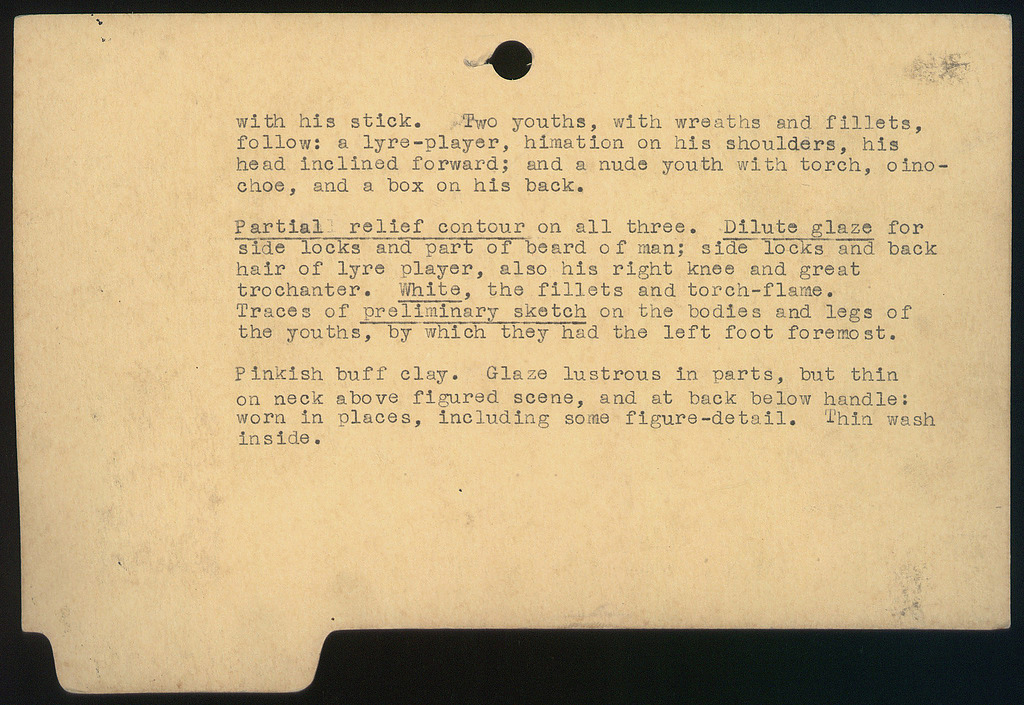 with his stick. Two youths, with wreaths and fillets,
follow: a lyre-player, himation on his shoulders, his
head inclined forward; and a nude youth with torch, oino-
choe, and a box on his back.
Partial relief contour on all three. Dilute glaze for
side locks and part of beard of man; side locks and back
hair of lyre player, also his right knee and great
trochanter. White, the fillets and torch-flame.
Traces of preliminary sketch on the bodies and legs of
the youths, by which they had the left foot foremost.
Pinkish buff clay. Glaze lustrous in parts, but thin
on neck above figured scene, and at back below handle:
worn in places, including some figure-detail. Thin wash
inside.